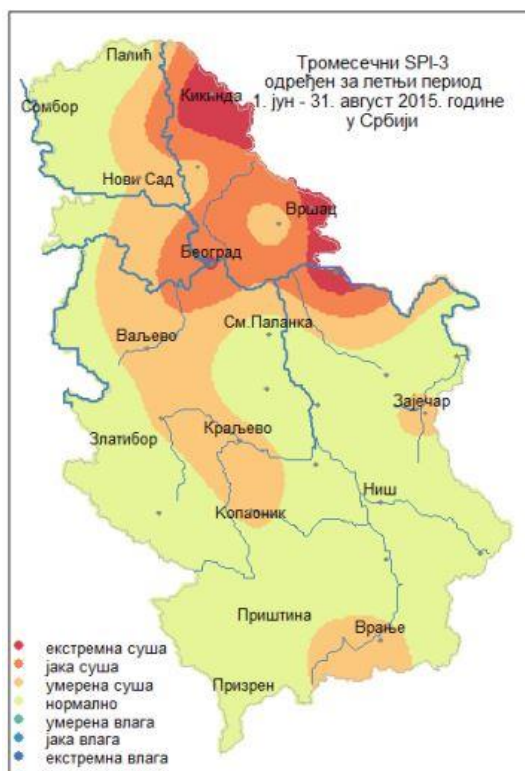 Тромесечни SPI-3
одређен за летњи период
1. јун - 31. август 2015. године
у Србији
Палић
Кикинда
Сомбор
Нови Сад
Вршац
Београд
См.Паланка
Ваљево
Зајечар
Златибор
Краљево
Ниш
Копаоник
Приштина
Врање
Призрен
екстремна суша
јака суша
умерена суша
нормално
умерена влага
јака влага
екстремна влага